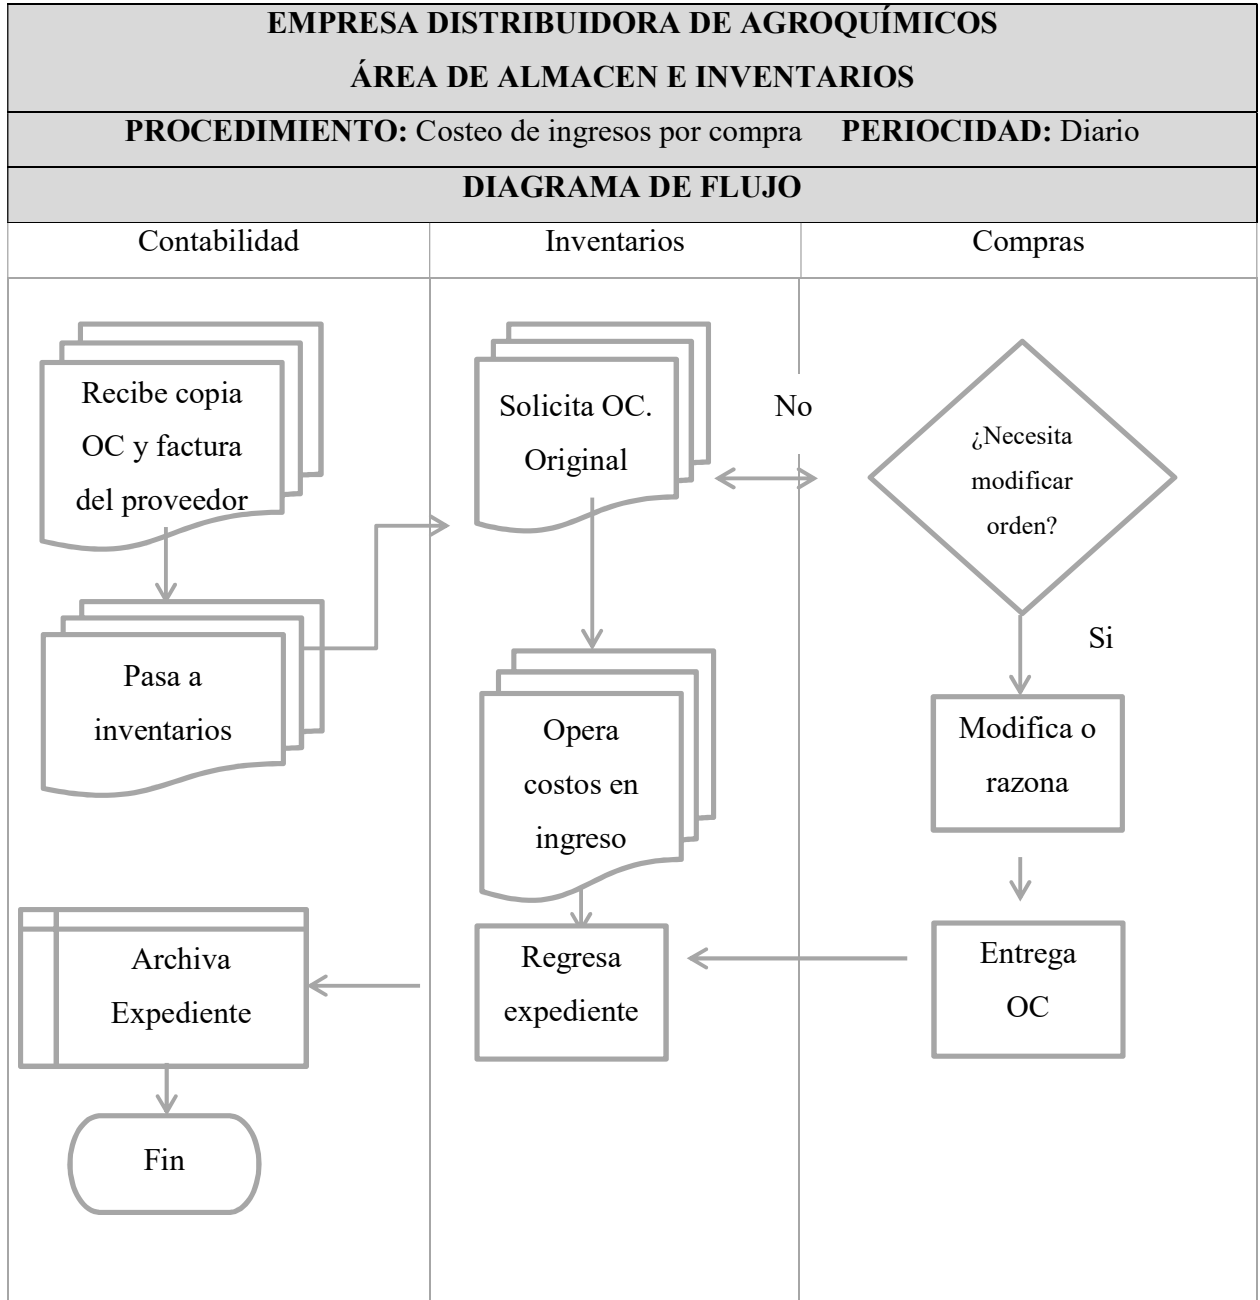 EMPRESA DISTRIBUIDORA DE AGROQUÍMICOS
ÁREA DE ALMACEN E INVENTARIOS
PROCEDIMIENTO: Costeo de ingresos por compra PERIOCIDAD: Diario
DIAGRAMA DE FLUJO
Contabilidad
Inventarios
Compras
Recibe copia
OC y factura
del proveedor
Pasa a
inventarios
Archiva
Expediente
Fin
Solicita OC.
Original
No
Opera
costos en
ingreso
Regresa
expediente
¿Necesita
modificar
orden?
Si
Modifica o
razona
Entrega
OC